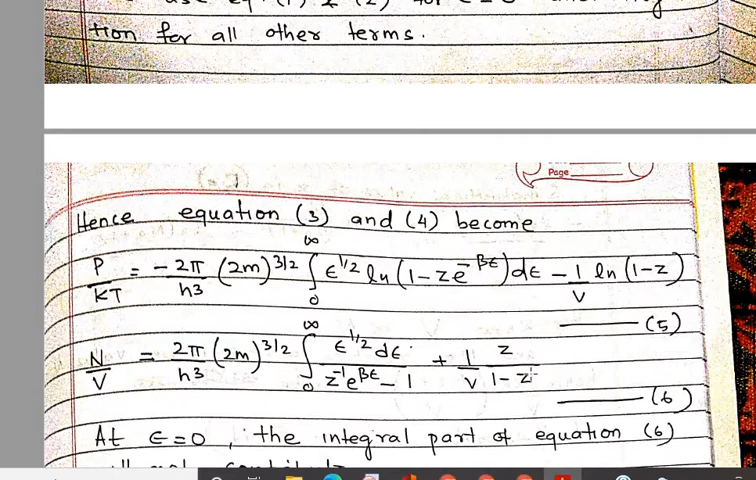 tion for all other terms.
Page
Hence equation (3) and (4) become
P/KT = -2π/h3 (2m)^3/2 ∫₀^∞ ε^1/2 ln(1-ze^-βε)dε - 1/V ln(1-z)
(5)
N/V = 2π/h3 (2m)^3/2 ∫₀^∞ ε^1/2 dε / z^-1 e^βε - 1 + 1/V z/1-z
(6)
At ε=0, the integral part of equation (6)